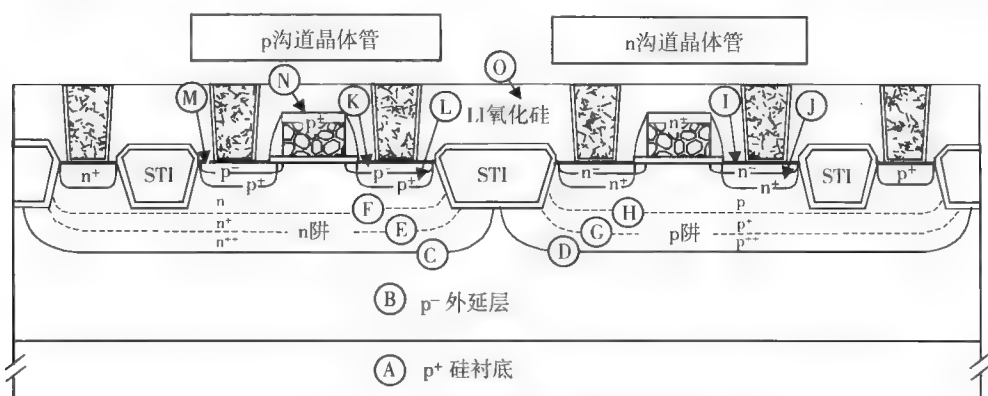 p沟道晶体管
n沟道晶体管
O
N
M
K
L
I
J
LI氧化硅
p±
n±
n+
STI
p−
p+
p−
p+
STI
n−
n+
n−
n+
STI
p+
n
F
H
p
n+
n阱
E
G
p阱
p+
n++
p++
C
D
B p− 外延层
A p+ 硅衬底